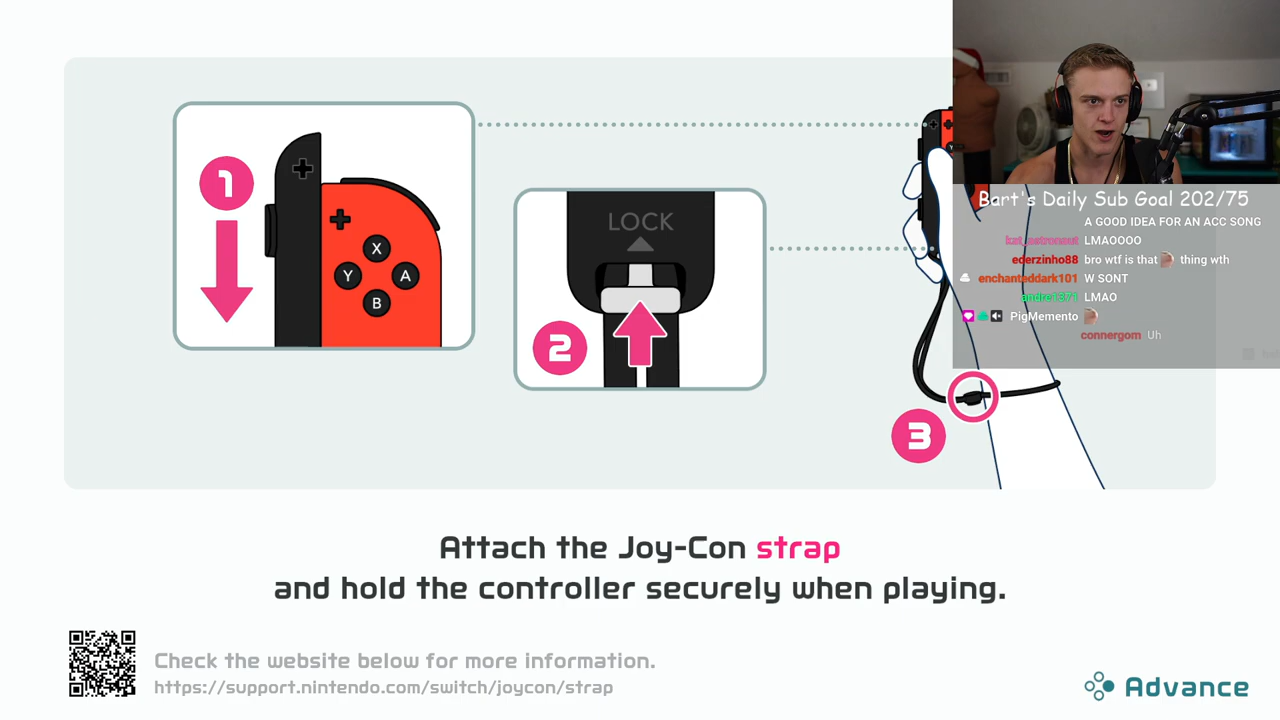 1
X
Y
A
B
LOCK
2
3
Bart's Daily Sub Goal 202/75
A GOOD IDEA FOR AN ACC SONG
kat_astronaut LMAOOOO
ederzinho88 bro wtf is that thing wth
enchanteddark101 W SONT
andre1371 LMAO
PigMemento
connergom Uh
Attach the Joy-Con strap
and hold the controller securely when playing.
Check the website below for more information.
https://support.nintendo.com/switch/joycon/strap
Advance